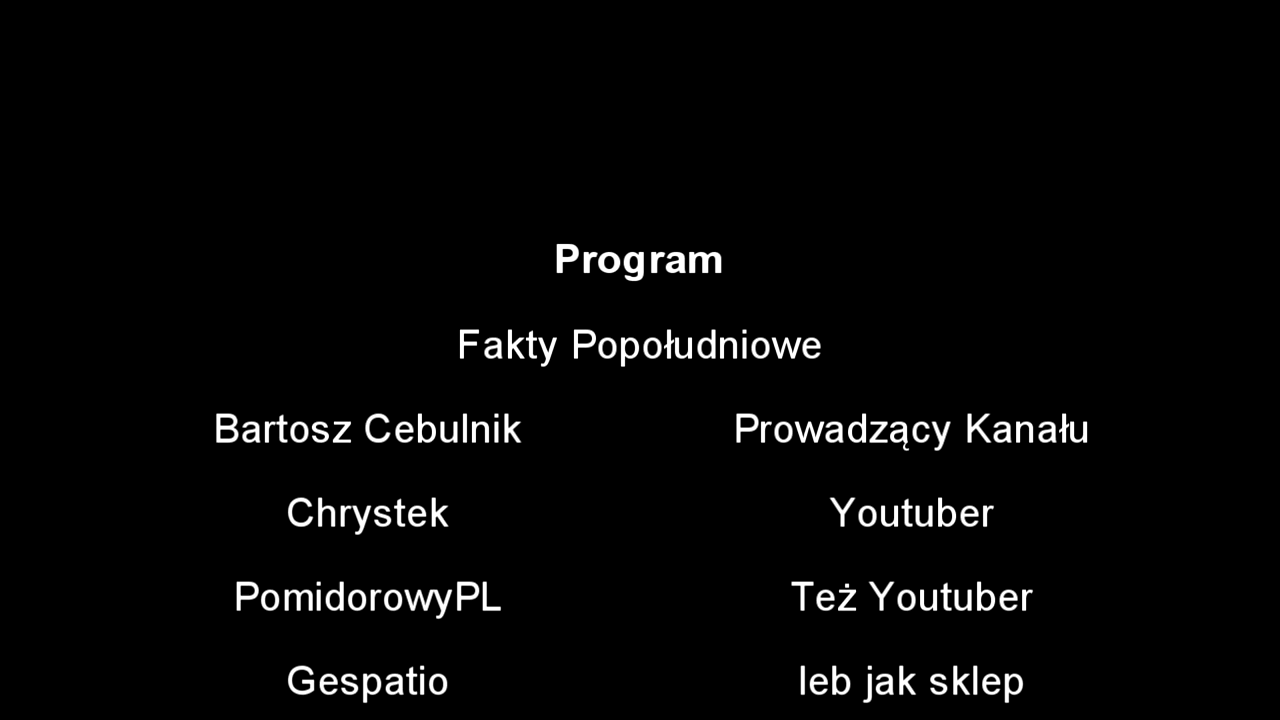 Program
Fakty Popołudniowe
Bartosz Cebulnik Prowadzący Kanału
Chrystek Youtuber
PomidorowyPL Też Youtuber
Gespatio leb jak sklep